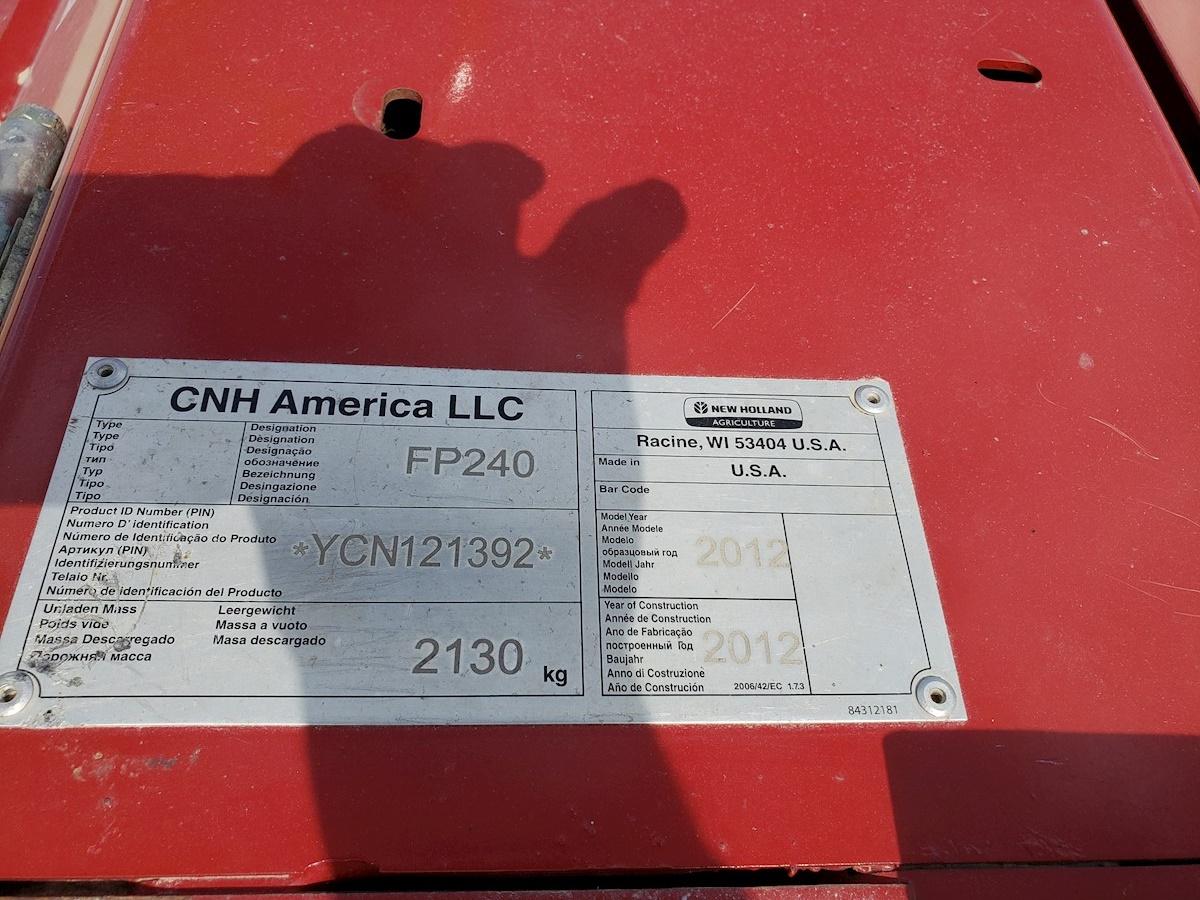 CNH America LLC
Type
Type
Tipo
тип
Typ
Tipo
Tipo
Designation
Dèsignation
Designação
обозначение
Bezeichnung
Desingazione
Designación
FP240
Product ID Number (PIN)
Numero D' identification
Número de Identificação do Produto
Артикул (PIN)
Identifizierungsnummer
Telaio Nr.
Número de identificación del Producto
*YCN121392*
Unladen Mass
Poids vide
Massa Descarregado
Порожняя масса
Leergewicht
Massa a vuoto
Masa descargado
2130 kg
NEW HOLLAND
AGRICULTURE
Racine, WI 53404 U.S.A.
Made in
U.S.A.
Bar Code
Model Year
Année Modele
Modelo
образцовый год
Modell Jahr
Modello
Modelo
2012
Year of Construction
Année de Construction
Ano de Fabricação
построенный Год
Baujahr
Anno di Costruzione
Año de Construción
2012
2006/42/EC 1.7.3
84312181